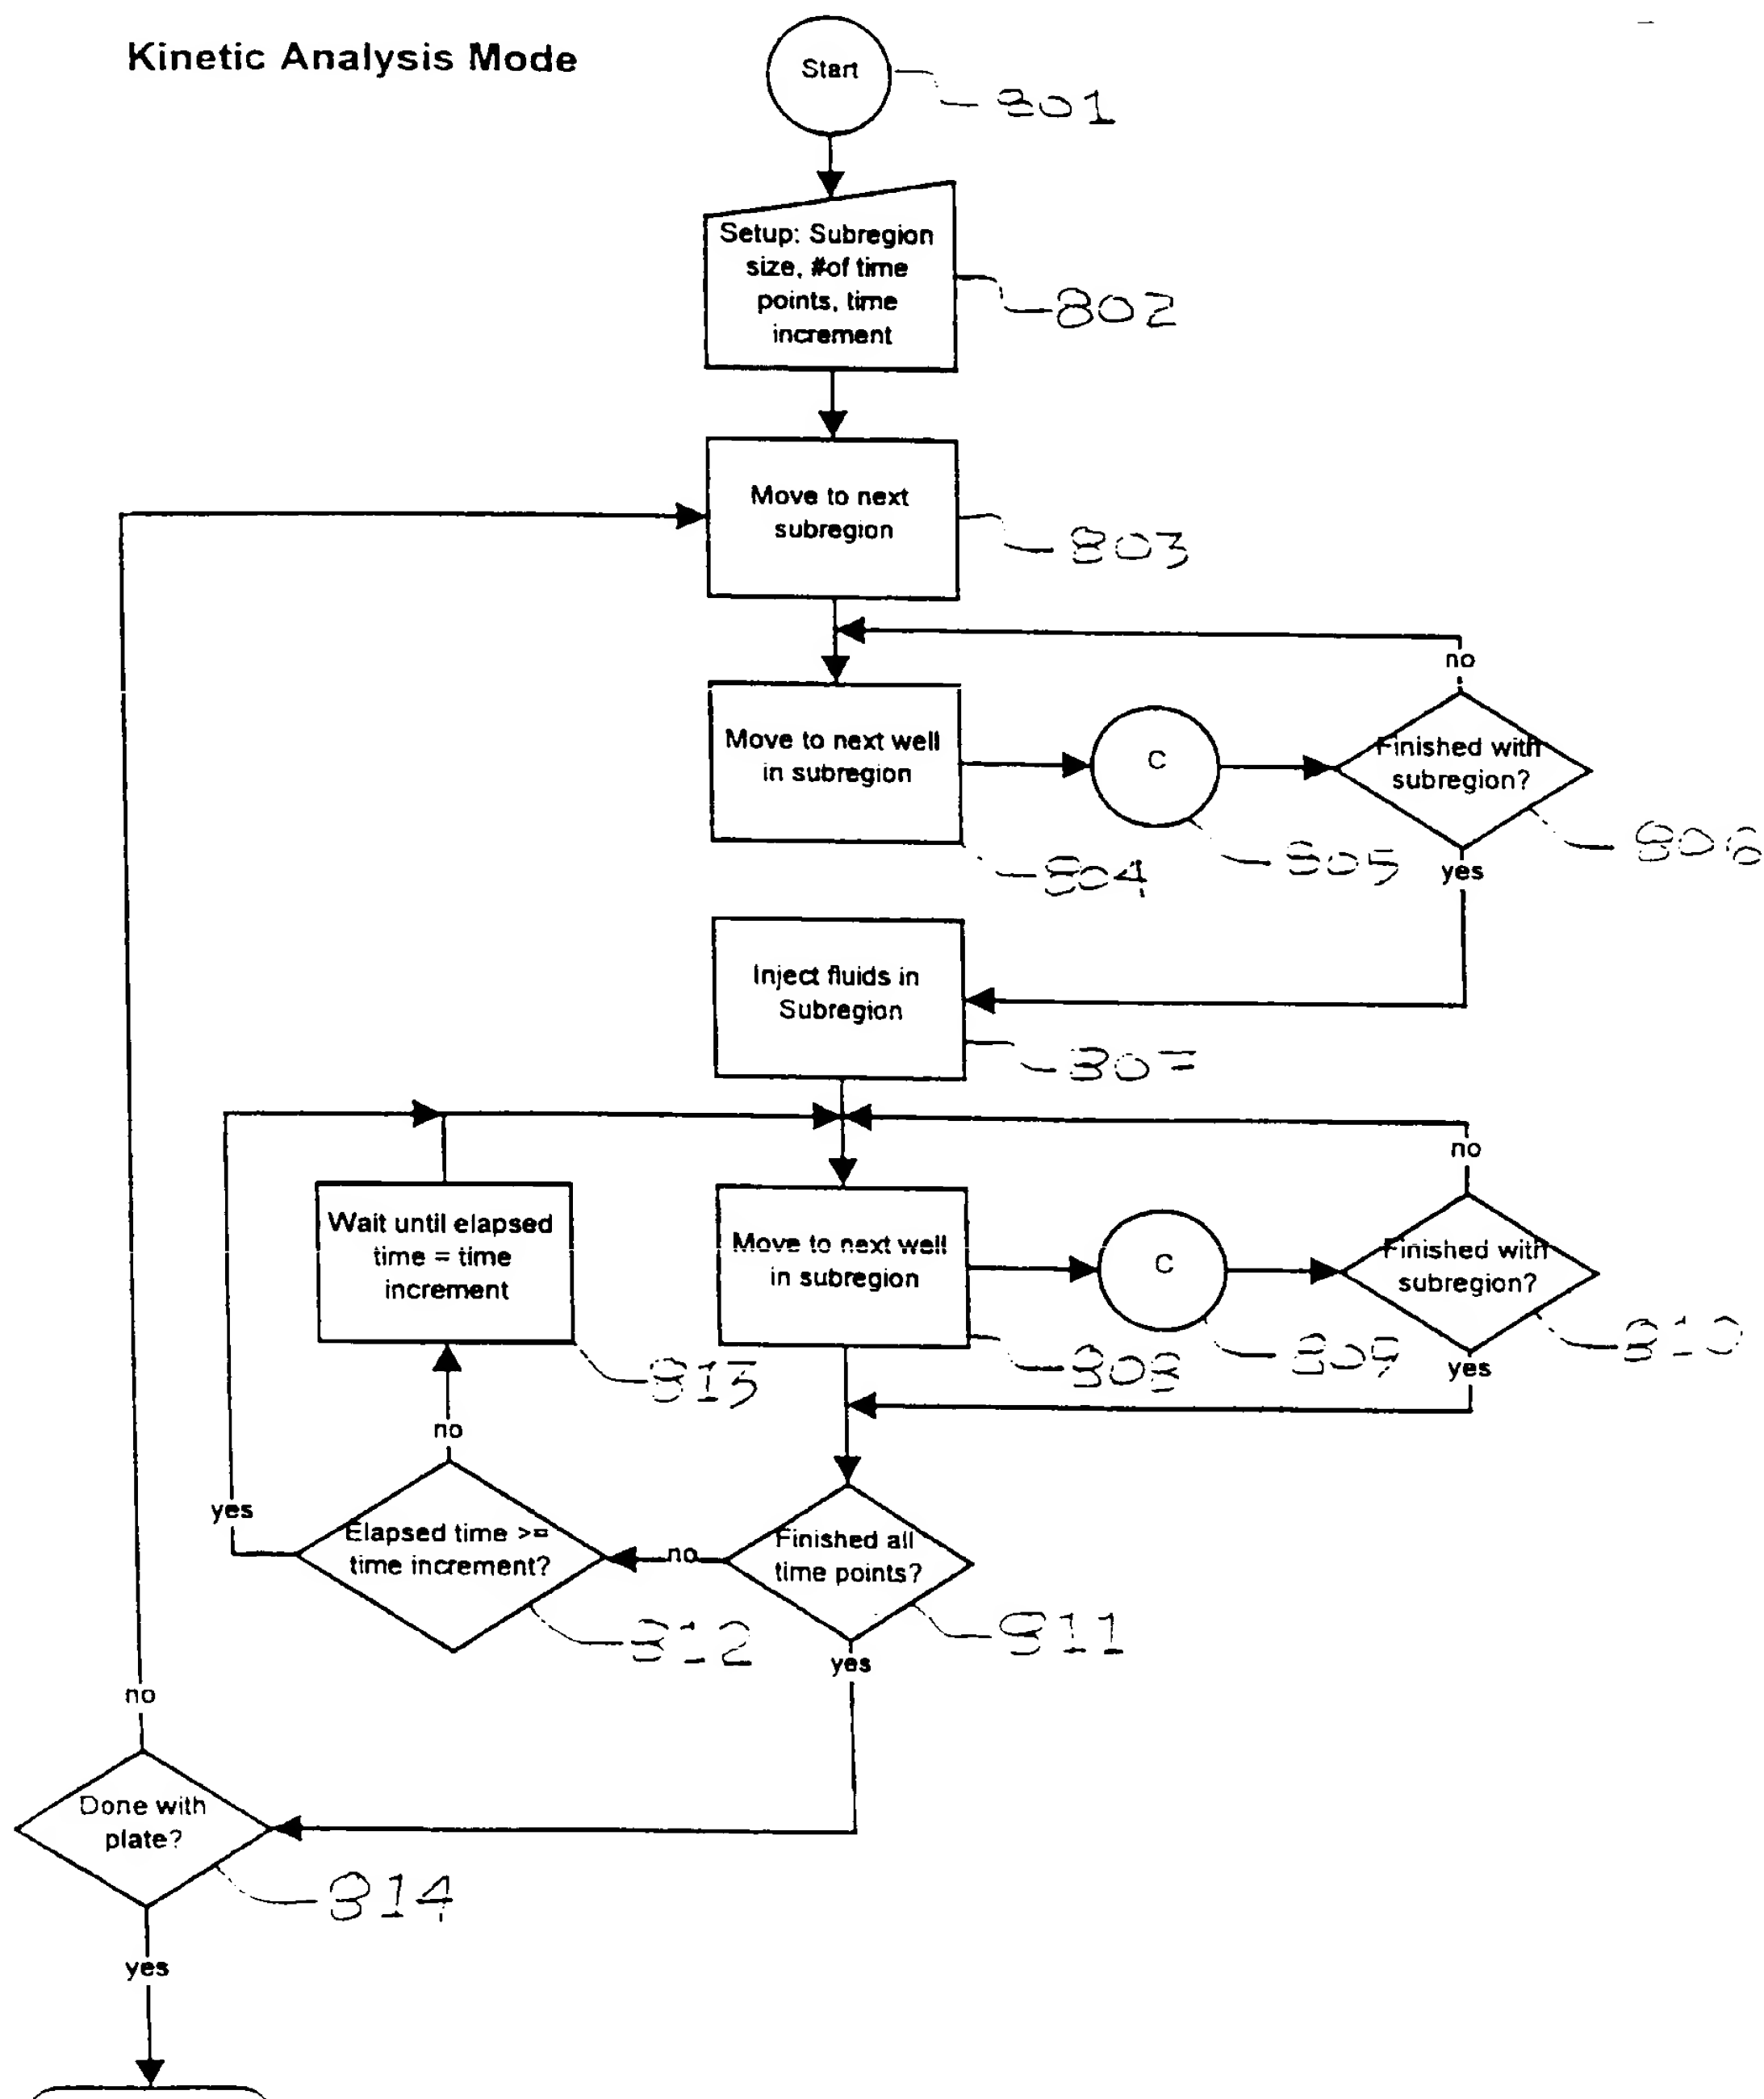 Kinetic Analysis Mode
Start
801
Setup: Subregion
size, #of time
points, time
increment
802
Move to next
subregion
803
no
Move to next well
in subregion
C
Finished with
subregion?
804
805
806
yes
Inject fluids in
Subregion
807
no
Wait until elapsed
time = time
increment
Move to next well
in subregion
C
Finished with
subregion?
813
808
809
810
yes
no
yes
Elapsed time >=
time increment?
no
Finished all
time points?
812
811
yes
no
Done with
plate?
814
yes